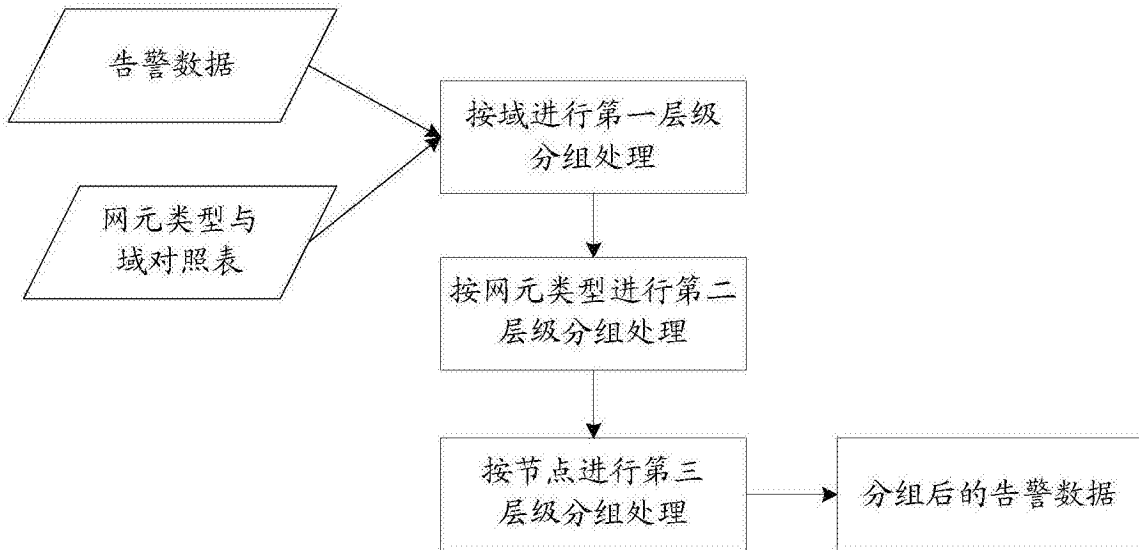 告警数据
网元类型与
域对照表
按域进行第一层级
分组处理
按网元类型进行第二
层级分组处理
按节点进行第三
层级分组处理
分组后的告警数据